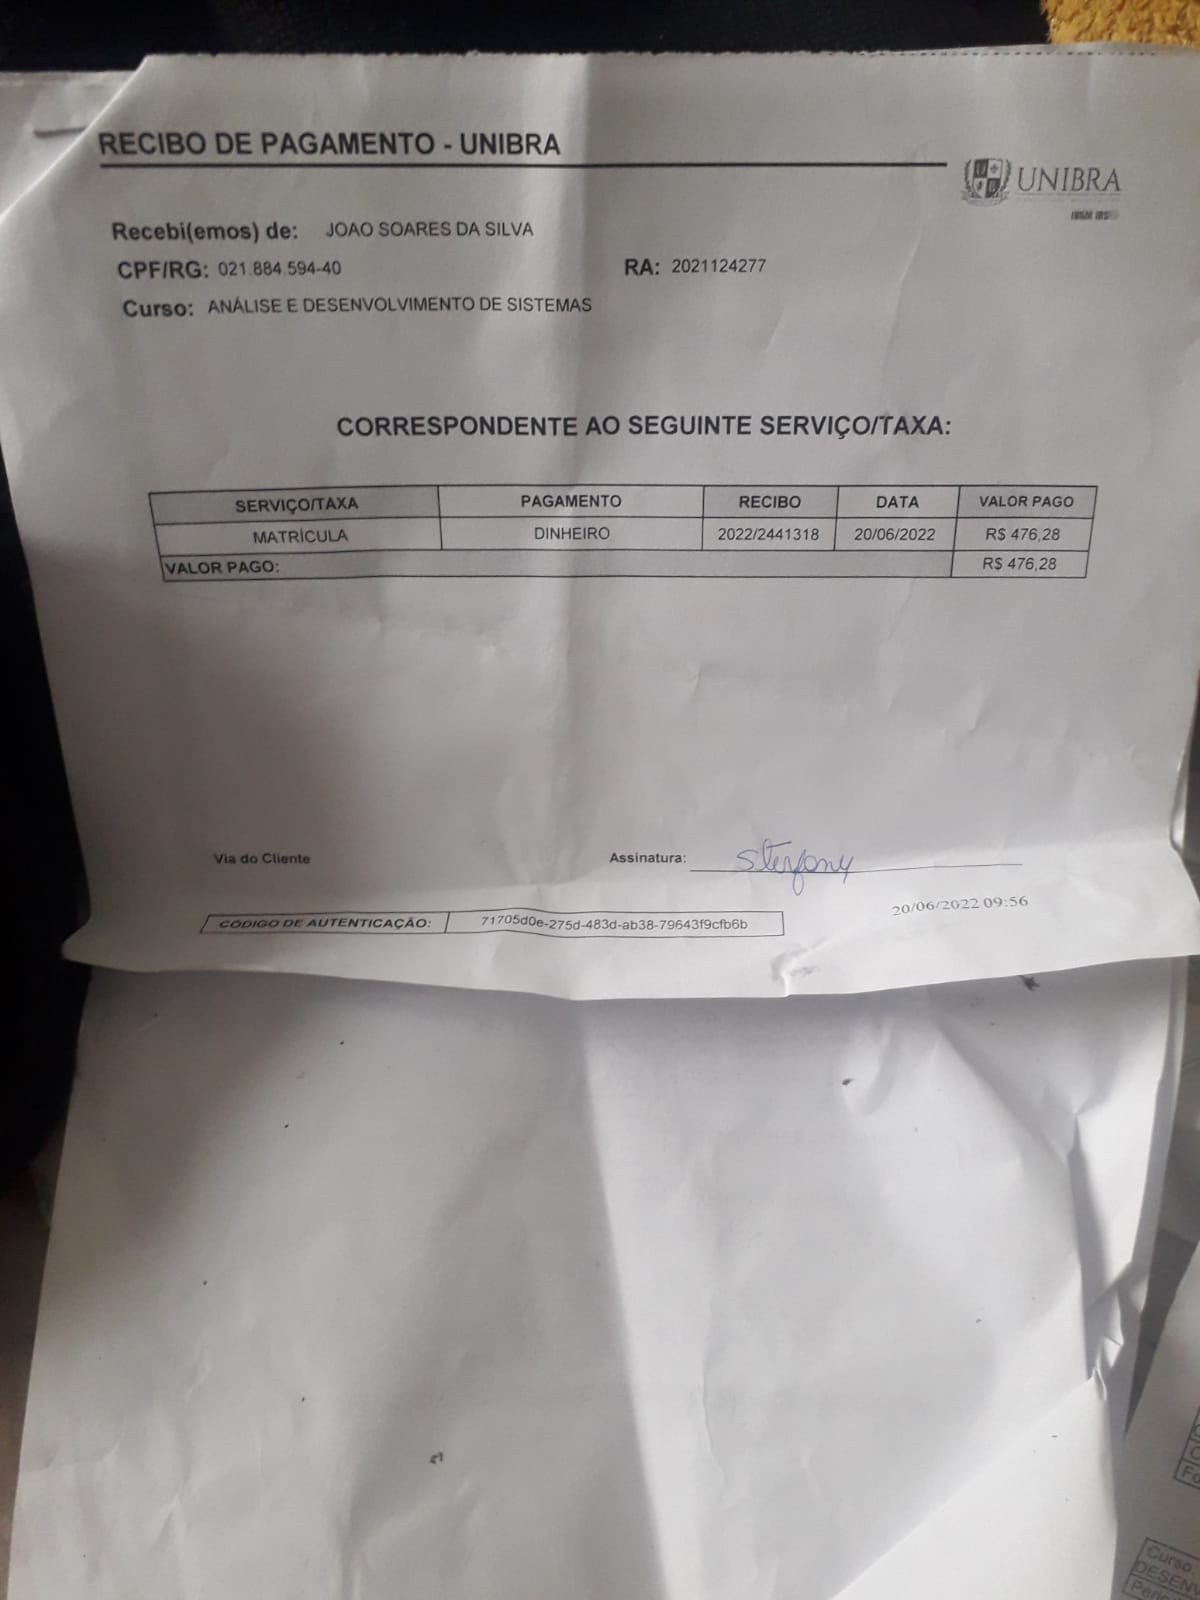 RECIBO DE PAGAMENTO - UNIBRA
UNIBRA
Recebi(emos) de: JOAO SOARES DA SILVA
CPF/RG: 021.884.594-40 RA: 2021124277
Curso: ANÁLISE E DESENVOLVIMENTO DE SISTEMAS
CORRESPONDENTE AO SEGUINTE SERVIÇO/TAXA:
SERVIÇO/TAXA PAGAMENTO RECIBO DATA VALOR PAGO
MATRÍCULA DINHEIRO 2022/2441318 20/06/2022 R$ 476,28
VALOR PAGO: R$ 476,28
Via do Cliente Assinatura: Sterfony
20/06/2022 09:56
CÓDIGO DE AUTENTICAÇÃO: 71705d0e-275d-483d-ab38-79643f9cfb6b
Curso
DESENV